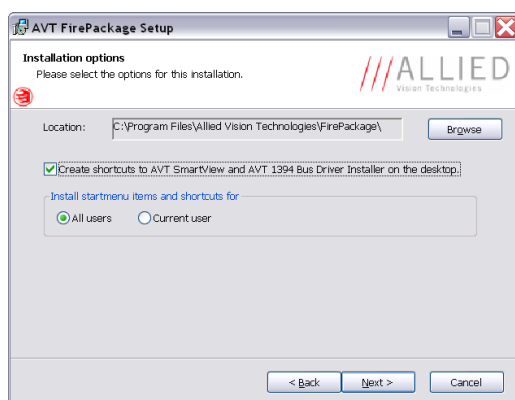 AVT FirePackage Setup
Installation options
Please select the options for this installation.
ALLIED
Vision Technologies
Location: C:\Program Files\Allied Vision Technologies\FirePackage\ Browse
Create shortcuts to AVT SmartView and AVT 1394 Bus Driver Installer on the desktop.
Install startmenu items and shortcuts for
All users Current user
< Back Next > Cancel